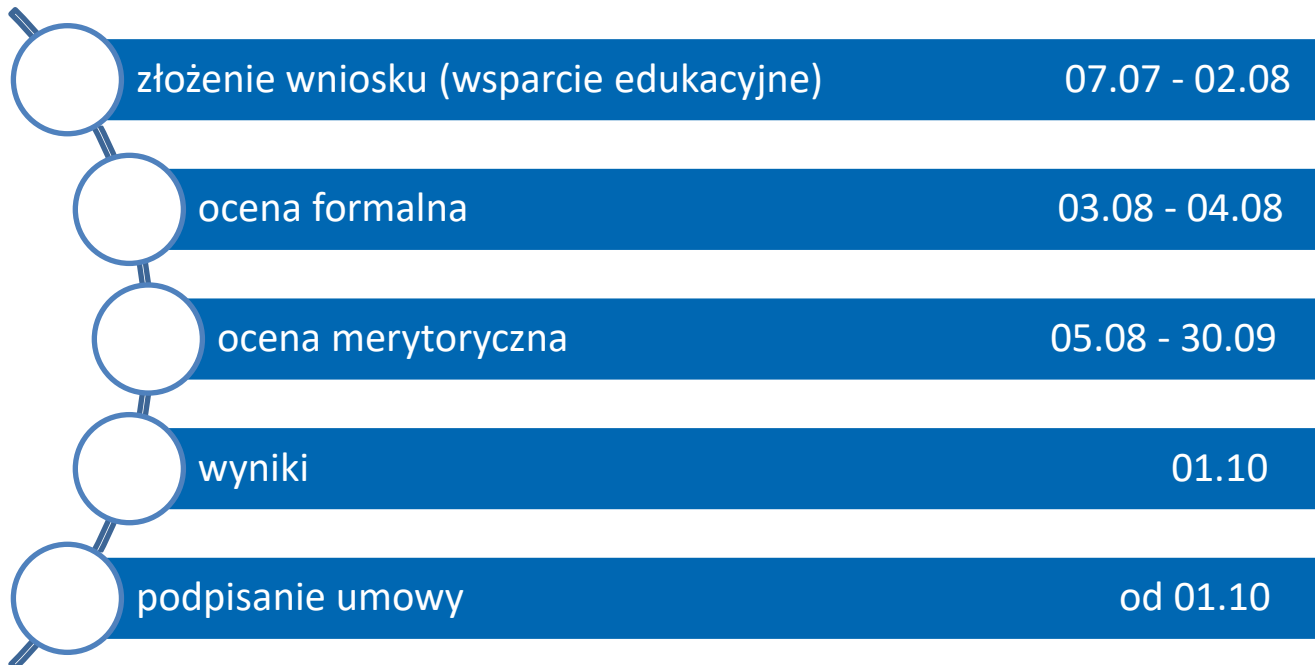 złożenie wniosku (wsparcie edukacyjne) 07.07 - 02.08
ocena formalna 03.08 - 04.08
ocena merytoryczna 05.08 - 30.09
wyniki 01.10
podpisanie umowy od 01.10